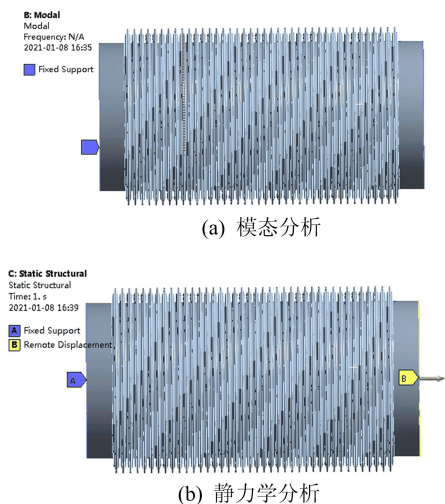 B: Modal
Modal
Frequency: N/A
2021-01-08 16:35
Fixed Support
(a) 模态分析
C: Static Structural
Static Structural
Time: 1. s
2021-01-08 16:39
A Fixed Support
B Remote Displacement
A
B
(b) 静力学分析